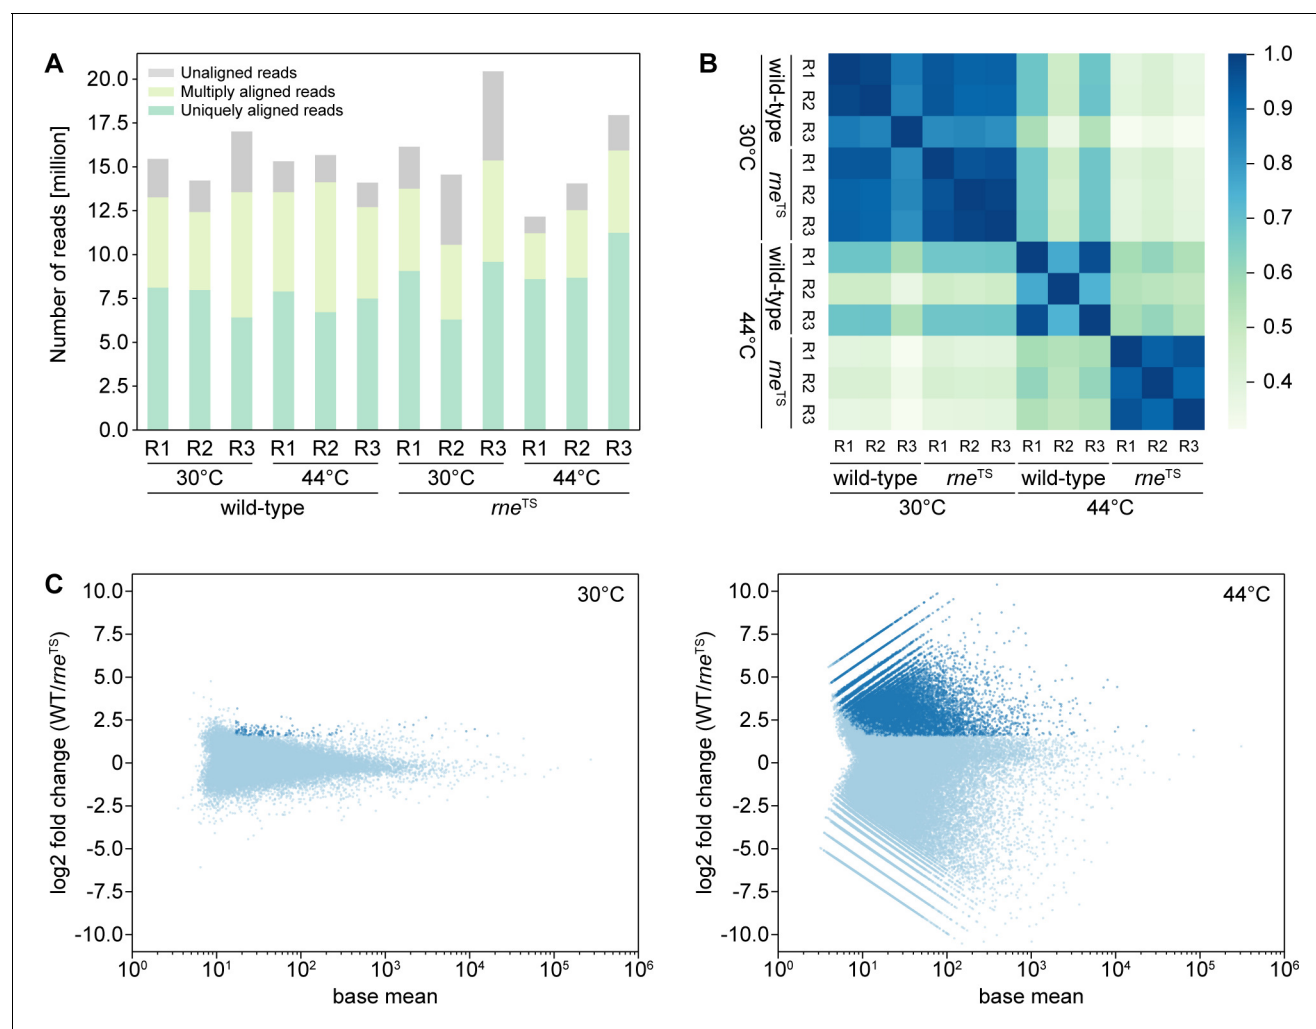 A
Unaligned reads
Multiply aligned reads
Uniquely aligned reads
Number of reads [million]
20.0
17.5
15.0
12.5
10.0
7.5
5.0
2.5
0.0
R1 R2 R3 R1 R2 R3 R1 R2 R3 R1 R2 R3
30°C 44°C 30°C 44°C
wild-type rneTS
B
30°C
44°C
wild-type
rneTS
wild-type
rneTS
R1
R2
R3
R1
R2
R3
R1
R2
R3
R1
R2
R3
R1 R2 R3 R1 R2 R3 R1 R2 R3 R1 R2 R3
wild-type rneTS wild-type rneTS
30°C 44°C
1.0
0.9
0.8
0.7
0.6
0.5
0.4
C
30°C
log2 fold change (WT/rneTS)
10.0
7.5
5.0
2.5
0
-2.5
-5.0
-7.5
-10.0
10⁰ 10¹ 10² 10³ 10⁴ 10⁵ 10⁶
base mean
44°C
log2 fold change (WT/rneTS)
10.0
7.5
5.0
2.5
0
-2.5
-5.0
-7.5
-10.0
10⁰ 10¹ 10² 10³ 10⁴ 10⁵ 10⁶
base mean